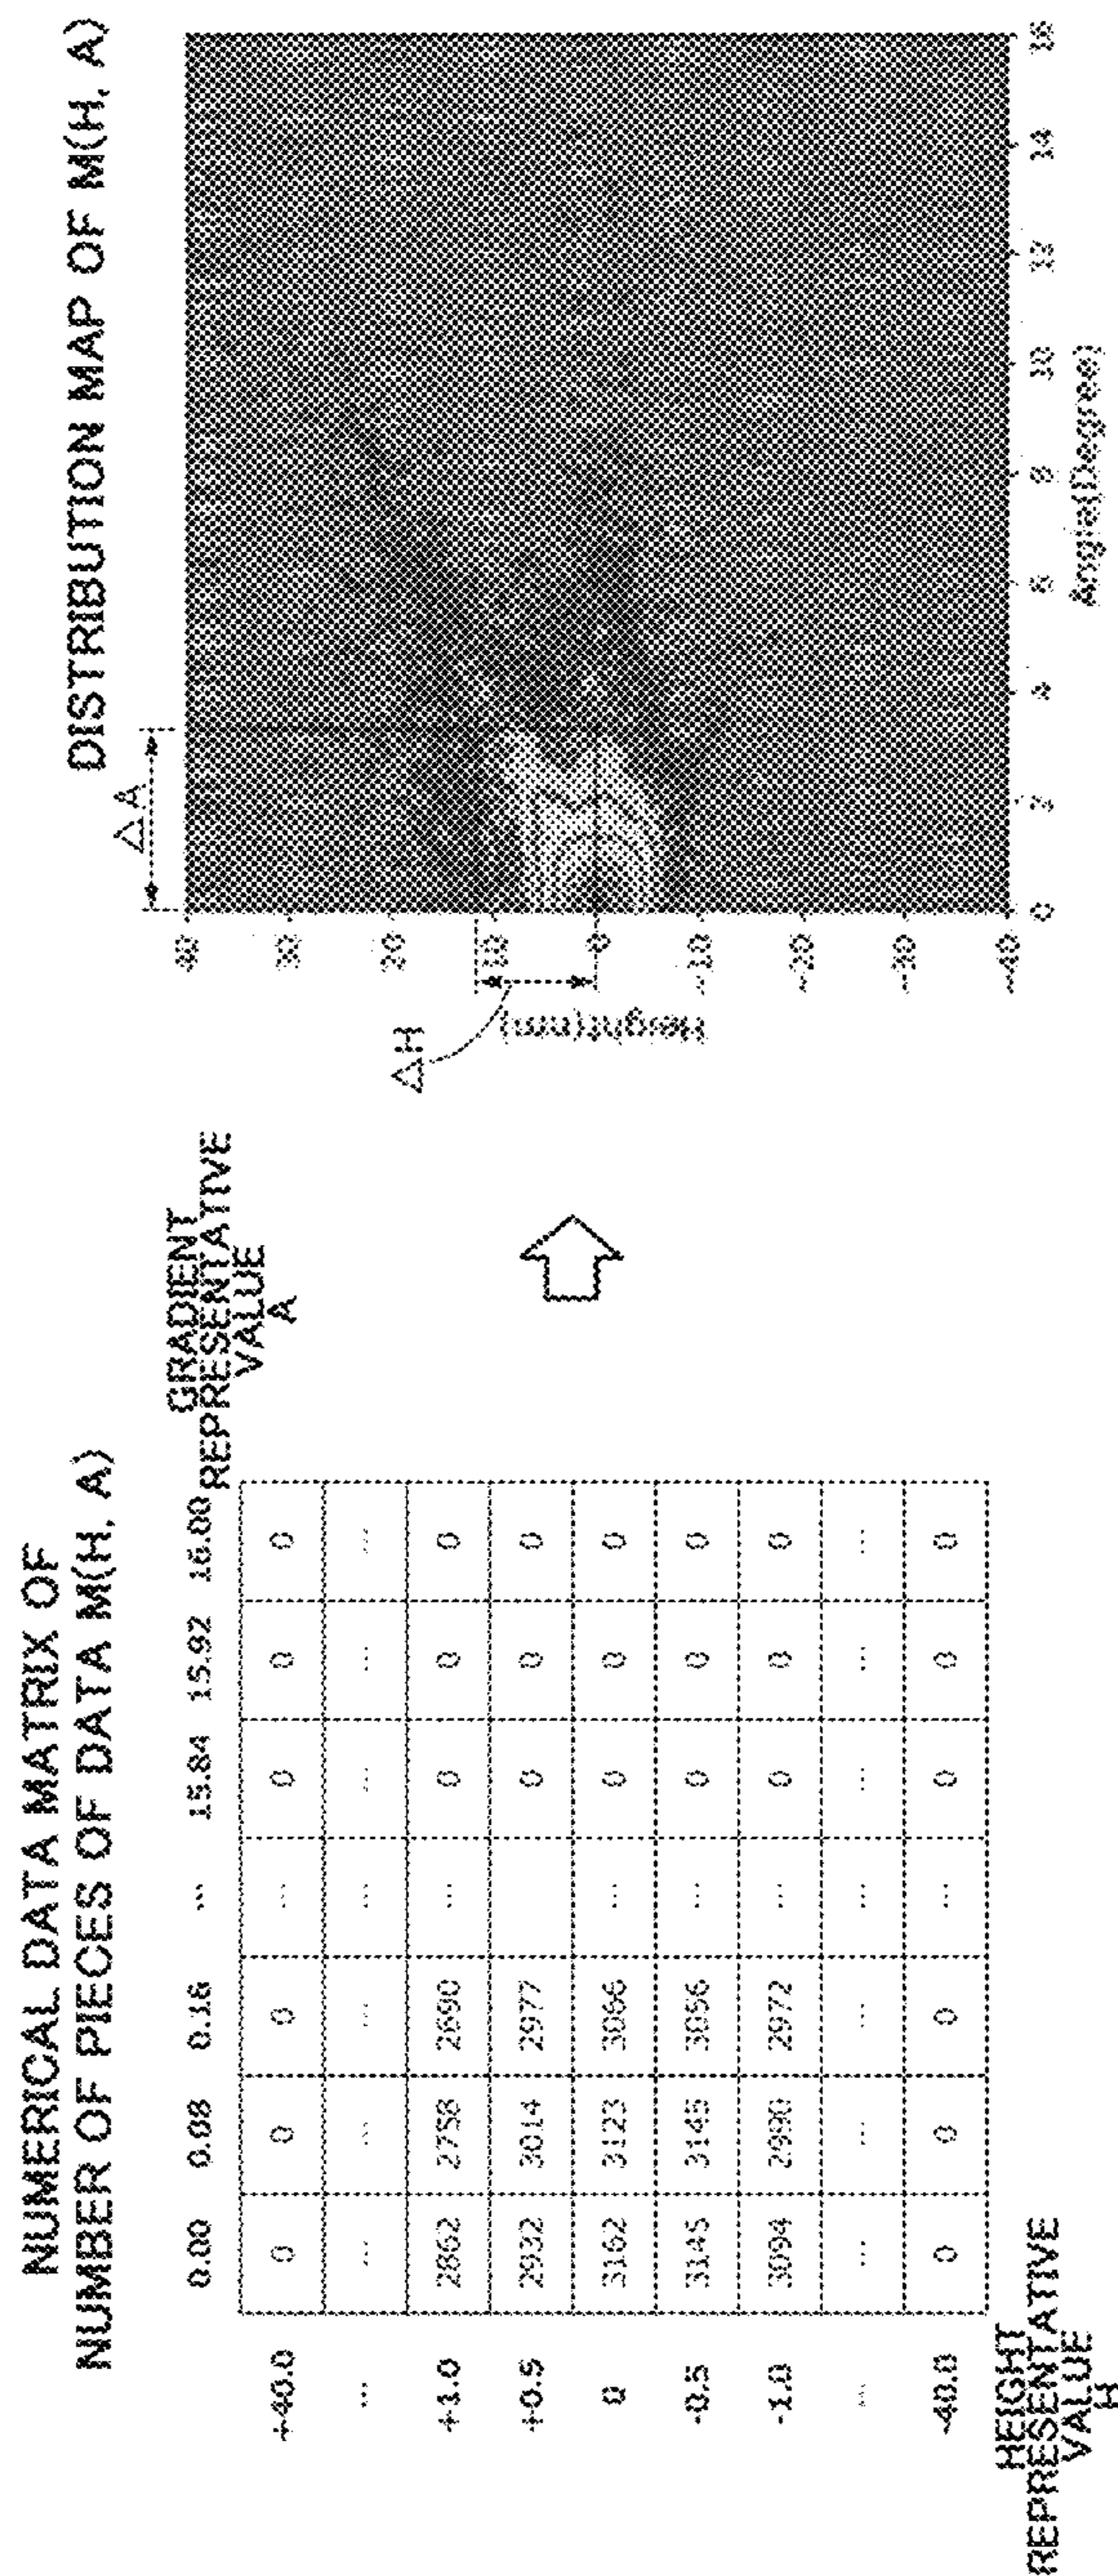 NUMERICAL DATA MATRIX OF
NUMBER OF PIECES OF DATA M(H, A)
GRADIENT
REPRESENTATIVE
VALUE
A
0.00 0.08 0.16 ... 15.84 15.92 16.00
+40.0 0 0 0 ... 0 0 0
... ... ... ... ... ... ... ...
+1.0 2862 2758 2690 ... 0 0 0
+0.5 2932 3014 2977 0 0 0
0 3162 3123 3066 ... 0 0 0
-0.5 3145 3145 3056 ... 0 0 0
-1.0 3094 2990 2972 ... 0 0 0
... ... ... ... ... ... ... ...
-40.0 0 0 0 ... 0 0 0
HEIGHT
REPRESENTATIVE
VALUE
H
DISTRIBUTION MAP OF M(H, A)
△A
△H
Height(nm)
40
30
20
10
0
-10
-20
-30
-40
0 2 4 6 8 10 12 14 16
Angle(Degree)